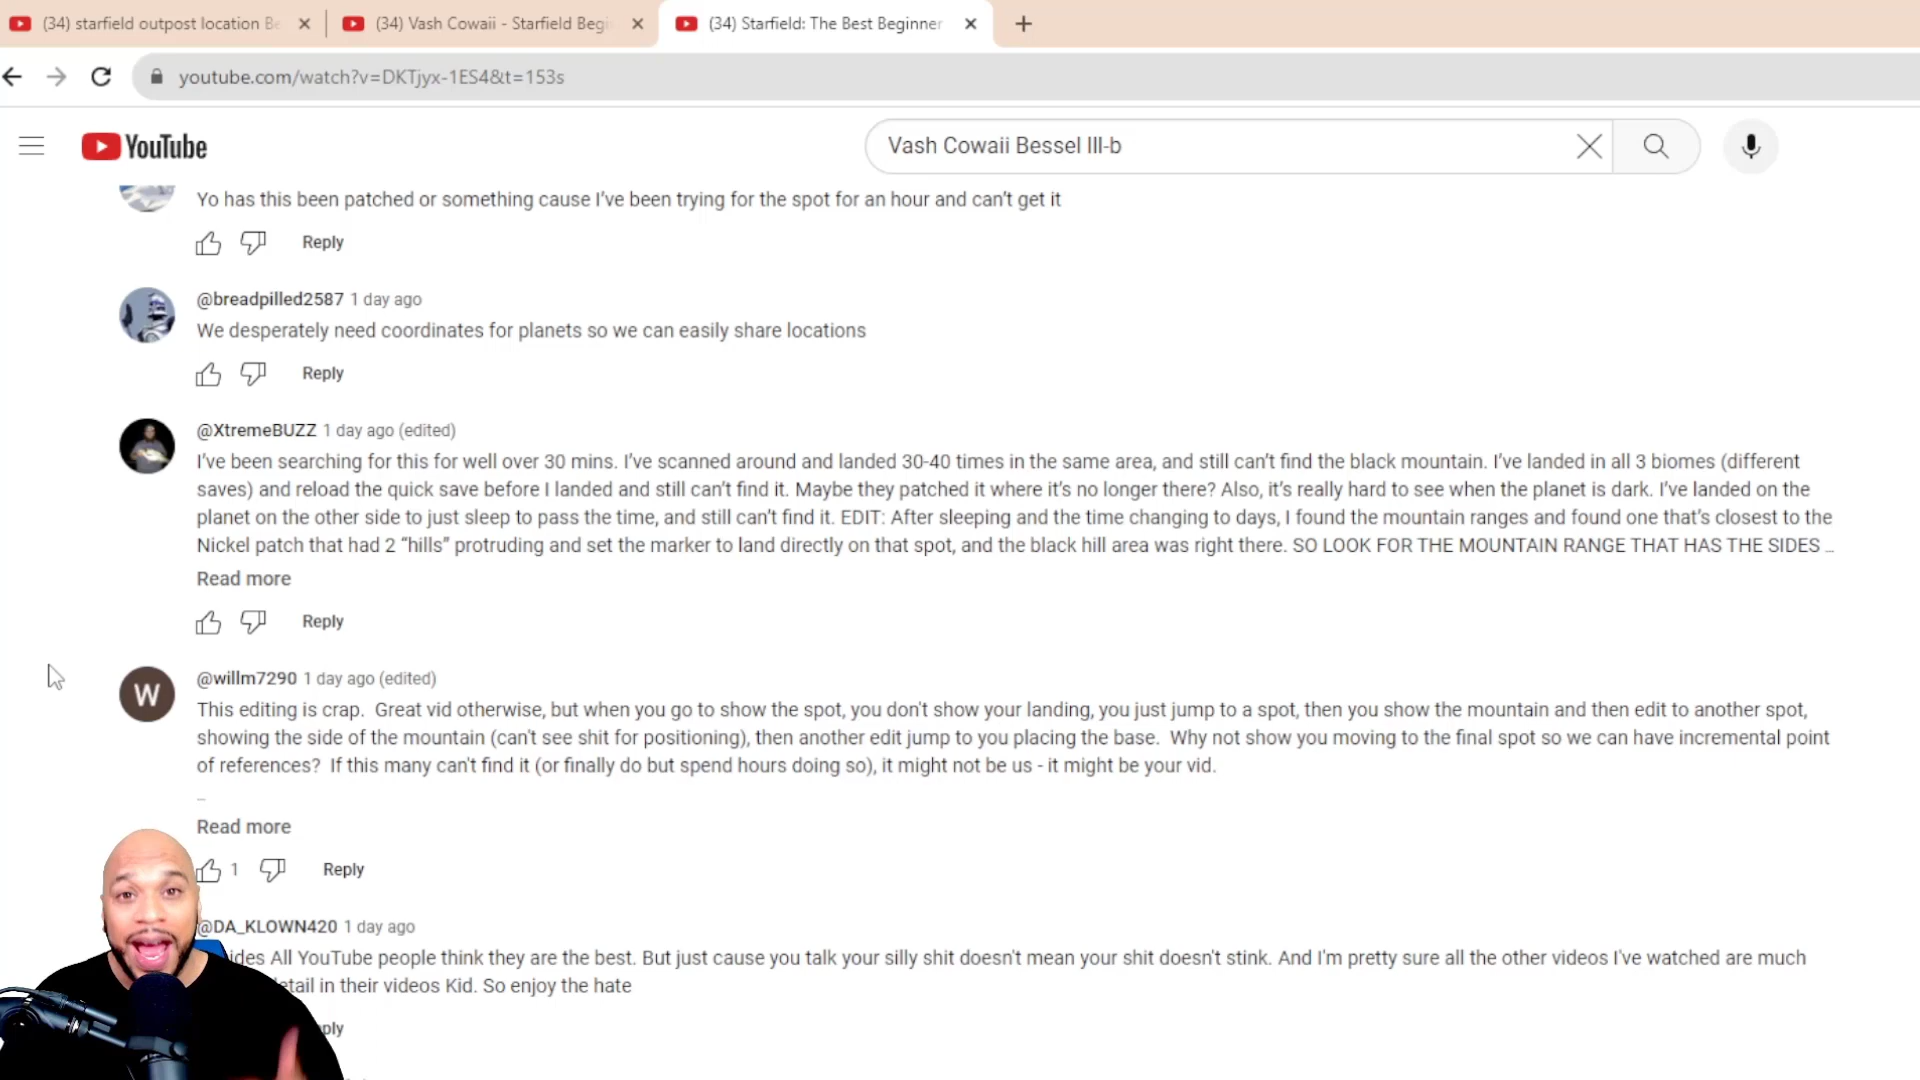 (34) starfield outpost location Be
(34) Vash Cowaii - Starfield Begi
(34) Starfield: The Best Beginner
youtube.com/watch?v=DKTjyx-1ES4&t=153s
YouTube
Vash Cowaii Bessel III-b
Yo has this been patched or something cause I've been trying for the spot for an hour and can't get it
Reply
@breadpilled2587 1 day ago
We desperately need coordinates for planets so we can easily share locations
Reply
@XtremeBUZZ 1 day ago (edited)
I've been searching for this for well over 30 mins. I've scanned around and landed 30-40 times in the same area, and still can't find the black mountain. I've landed in all 3 biomes (different
saves) and reload the quick save before I landed and still can't find it. Maybe they patched it where it's no longer there? Also, it's really hard to see when the planet is dark. I've landed on the
planet on the other side to just sleep to pass the time, and still can't find it. EDIT: After sleeping and the time changing to days, I found the mountain ranges and found one that's closest to the
Nickel patch that had 2 “hills” protruding and set the marker to land directly on that spot, and the black hill area was right there. SO LOOK FOR THE MOUNTAIN RANGE THAT HAS THE SIDES ...
Read more
Reply
W
@willm7290 1 day ago (edited)
This editing is crap. Great vid otherwise, but when you go to show the spot, you don't show your landing, you just jump to a spot, then you show the mountain and then edit to another spot,
showing the side of the mountain (can't see shit for positioning), then another edit jump to you placing the base. Why not show you moving to the final spot so we can have incremental point
of references? If this many can't find it (or finally do but spend hours doing so), it might not be us - it might be your vid.
...
Read more
1 Reply
@DA_KLOWN420 1 day ago
ides All YouTube people think they are the best. But just cause you talk your silly shit doesn't mean your shit doesn't stink. And I'm pretty sure all the other videos I've watched are much
etail in their videos Kid. So enjoy the hate
ply